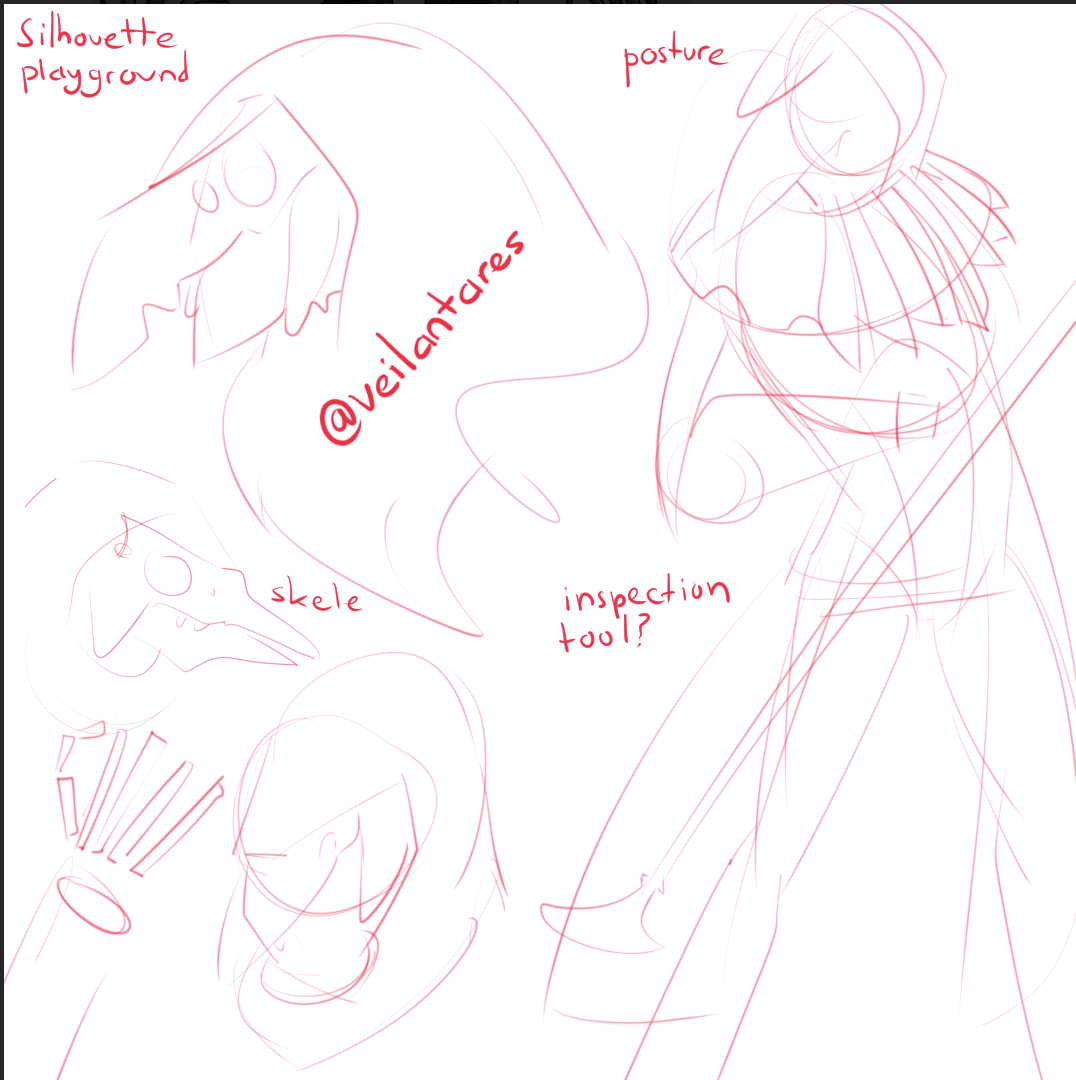 Silhouette
playground
posture
@veilantares
skele
inspection
tool?